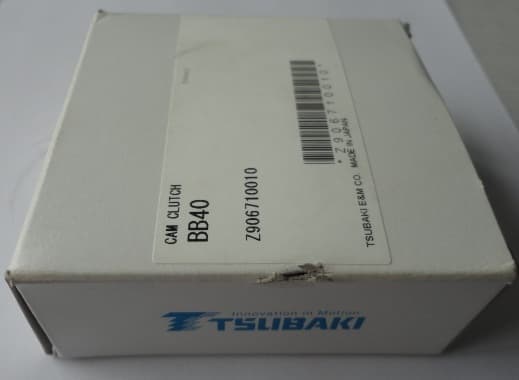 CAM CLUTCH
BB40
Z906710010
*Z906710010*
TSUBAKI E&M CO. MADE IN JAPAN
Innovation in Motion
TSUBAKI